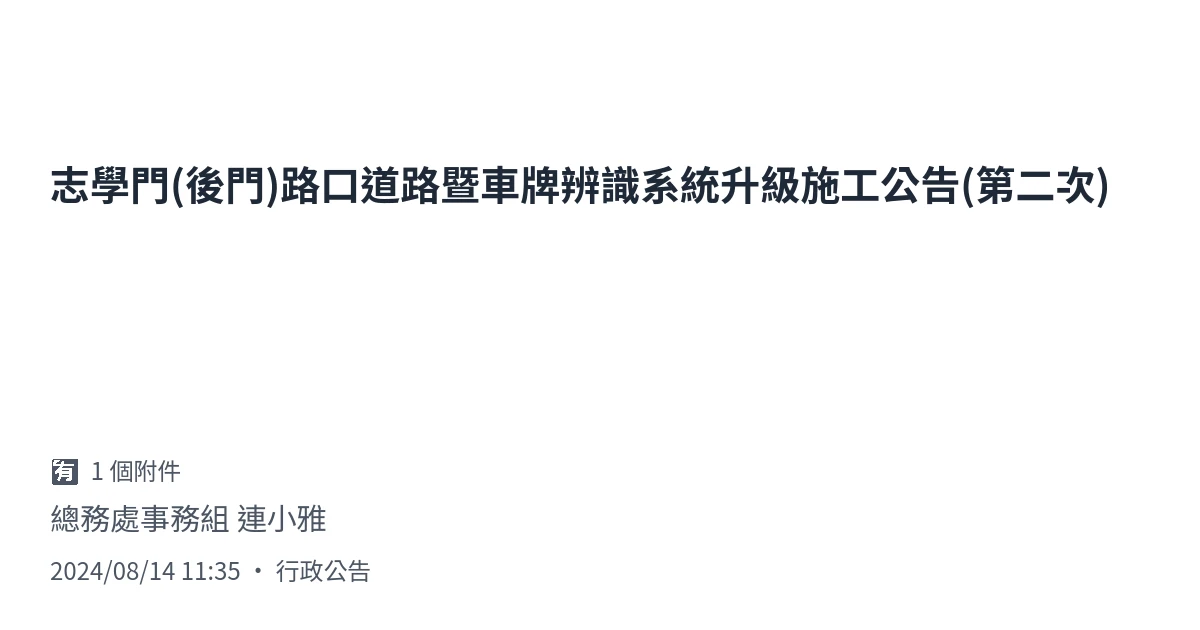 志學門(後門)路口道路暨車牌辨識系統升級施工公告(第二次)
🈶 1 個附件
總務處事務組 連小雅
2024/08/14 11:35 ・ 行政公告